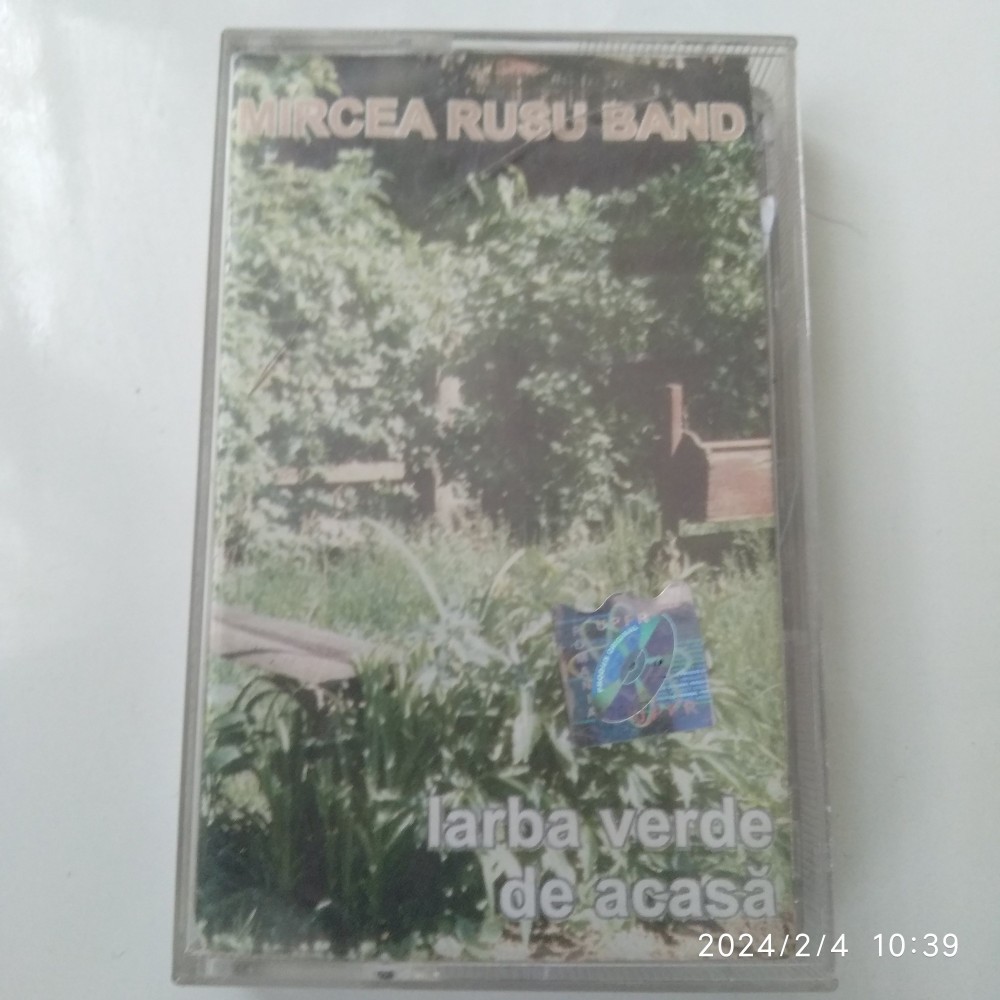 MIRCEA RUSU BAND
Iarba verde
de acasă
2024/2/4 10:39